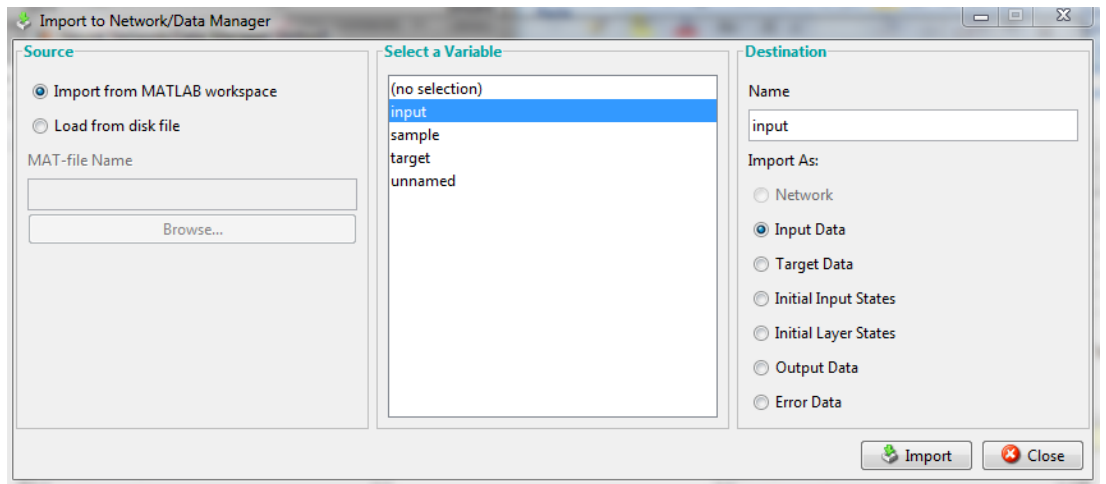 Import to Network/Data Manager
Source
Import from MATLAB workspace
Load from disk file
MAT-file Name
Browse...
Select a Variable
(no selection)
input
sample
target
unnamed
Destination
Name
input
Import As:
Network
Input Data
Target Data
Initial Input States
Initial Layer States
Output Data
Error Data
Import
Close